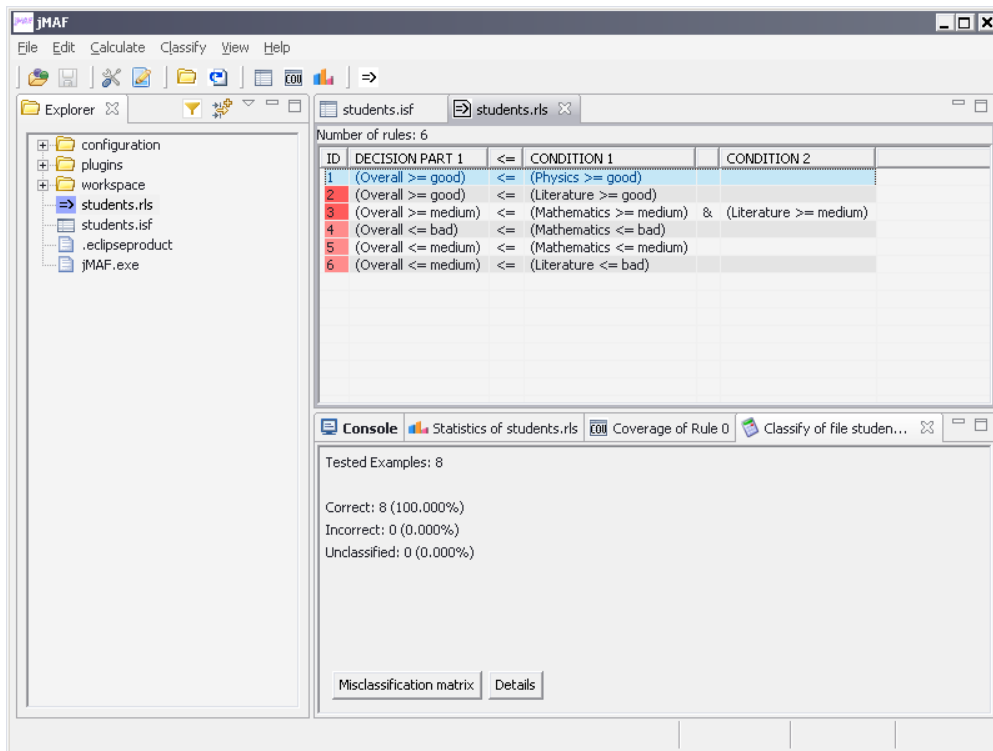 jMAF
File Edit Calculate Classify View Help
Explorer
students.isf students.rls
configuration
plugins
workspace
students.rls
students.isf
.eclipseproduct
jMAF.exe
Number of rules: 6
ID DECISION PART 1 <= CONDITION 1 CONDITION 2
1 (Overall >= good) <= (Physics >= good)
2 (Overall >= good) <= (Literature >= good)
3 (Overall >= medium) <= (Mathematics >= medium) & (Literature >= medium)
4 (Overall <= bad) <= (Mathematics <= bad)
5 (Overall <= medium) <= (Mathematics <= medium)
6 (Overall <= medium) <= (Literature <= bad)
Console Statistics of students.rls Coverage of Rule 0 Classify of file studen...
Tested Examples: 8
Correct: 8 (100.000%)
Incorrect: 0 (0.000%)
Unclassified: 0 (0.000%)
Misclassification matrix Details